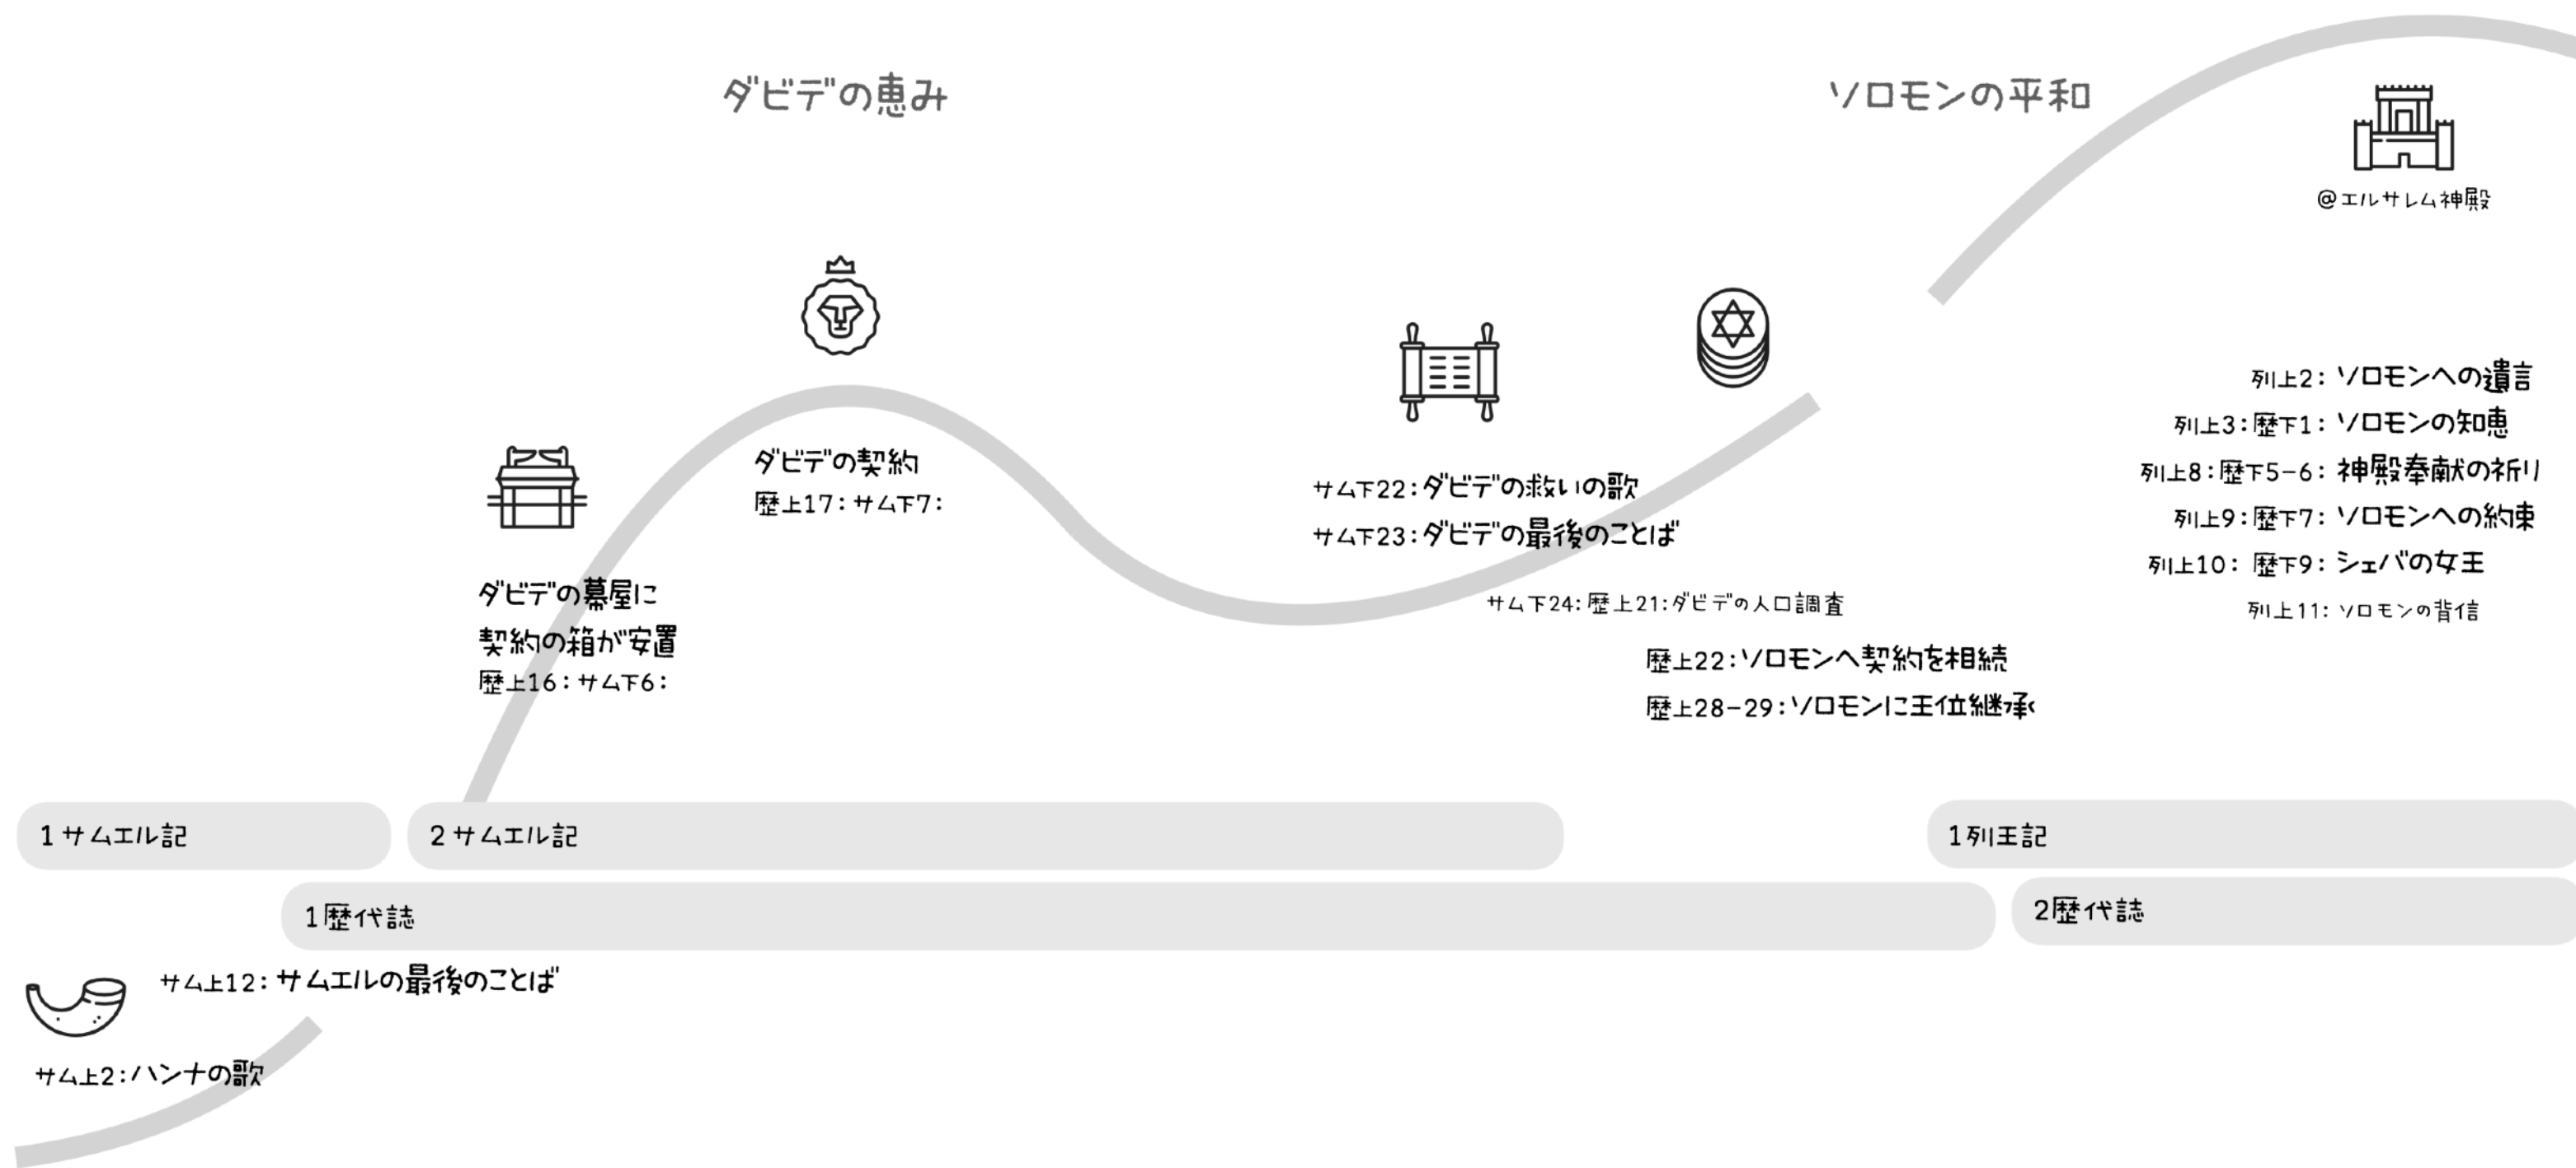 ダビデの恵み
ソロモンの平和
@エルサレム神殿
ダビデの契約
歴上17:サム下7:
ダビデの幕屋に
契約の箱が安置
歴上16:サム下6:
サム下22:ダビデの救いの歌
サム下23:ダビデの最後のことば
サム下24:歴上21:ダビデの人口調査
歴上22:ソロモンへ契約を相続
歴上28-29:ソロモンに王位継承
列上2:ソロモンへの遺言
列上3:歴下1:ソロモンの知恵
列上8:歴下5-6:神殿奉献の祈り
列上9:歴下7:ソロモンへの約束
列上10: 歴下9:シェバの女王
列上11:ソロモンの背信
1サムエル記
2サムエル記
1列王記
1歴代誌
2歴代誌
サム上12:サムエルの最後のことば
サム上2:ハンナの歌